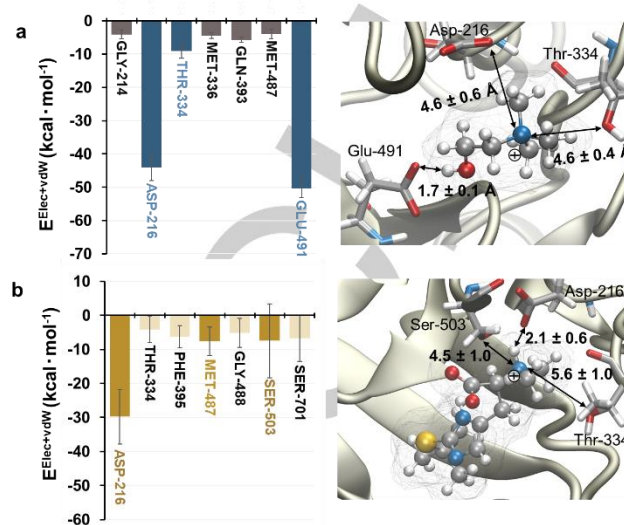 a
E^Elec+vdW (kcal·mol⁻¹)
0
-10
-20
-30
-40
-50
-60
-70
GLY-214
ASP-216
THR-334
MET-336
GLN-393
MET-487
GLU-491
Asp-216
Thr-334
4.6 ± 0.6 Å
Glu-491
4.6 ± 0.4 Å
1.7 ± 0.1 Å
b
E^Elec+vdW (kcal·mol⁻¹)
10
0
-10
-20
-30
-40
-50
-60
ASP-216
THR-334
PHE-395
MET-487
GLY-488
SER-503
SER-701
Asp-216
Ser-503
2.1 ± 0.6
4.5 ± 1.0
5.6 ± 1.0
Thr-334